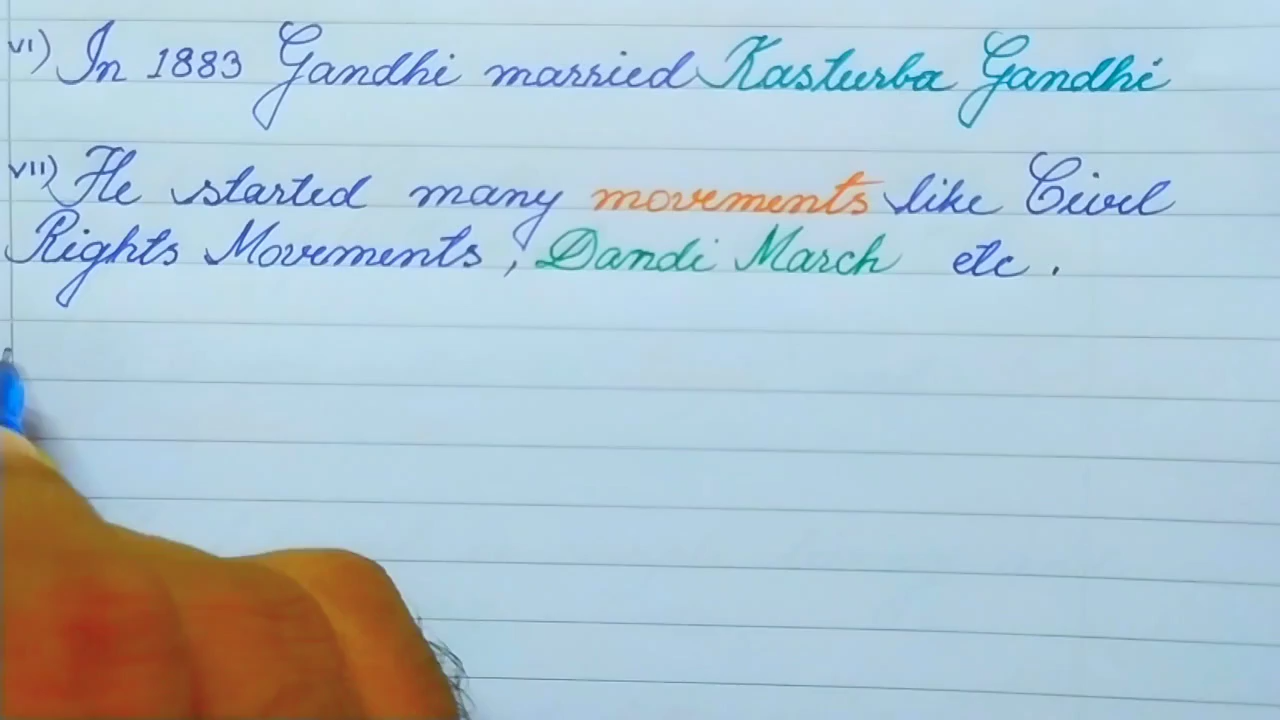 VI) In 1883 Gandhi married Kasturba Gandhi
VII) He started many movements like Civil
Rights Movements, Dandi March etc.